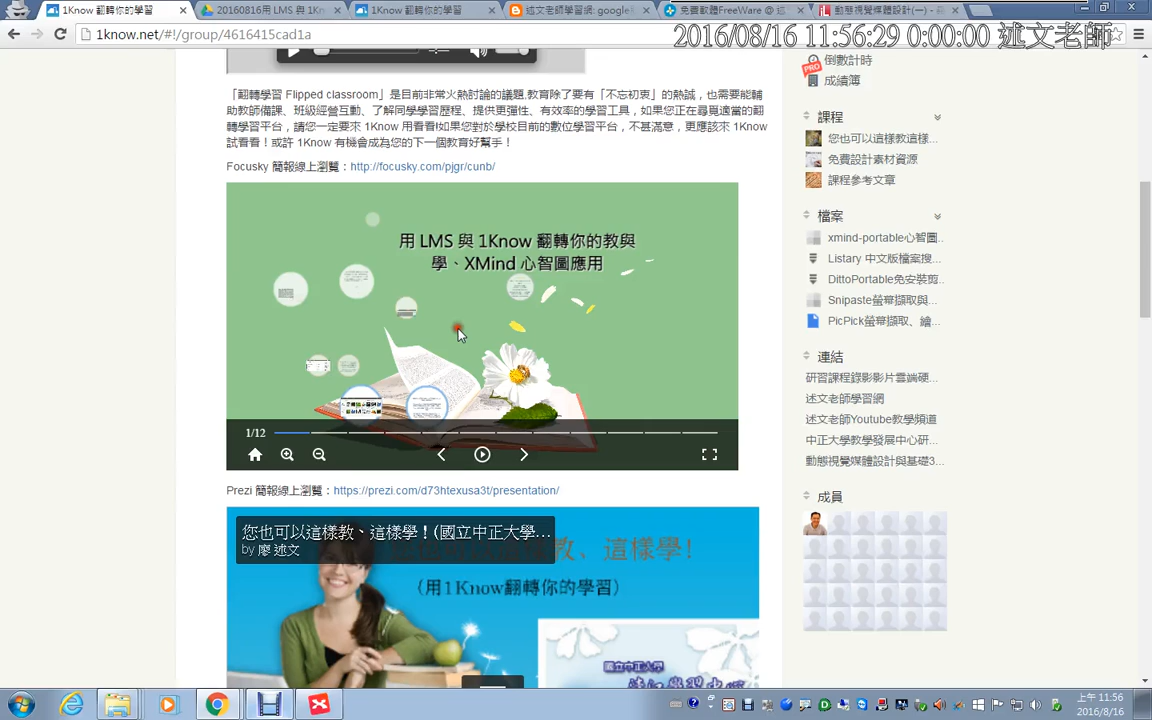 1Know 翻轉你的學習
20160816用 LMS 與 1Kn
1Know 翻轉你的學習
述文老師學習網: google
免費軟體FreeWare @ 述
動態視覺媒體設計(一) -
1know.net/#!/group/4616415cad1a
2016/08/16 11:56:29 0:00:00 述文老師
「翻轉學習 Flipped classroom」是目前非常火熱討論的議題,教育除了要有「不忘初衷」的熱誠，也需要能輔
助教師備課、班級經營互動、了解同學學習歷程、提供更彈性、有效率的學習工具，如果您正在尋覓適當的翻
轉學習平台，請您一定要來 1Know 用看看!如果您對於學校目前的數位學習平台，不甚滿意，更應該來 1Know
試看看！或許 1Know 有機會成為您的下一個教育好幫手！
Focusky 簡報線上瀏覽：http://focusky.com/pjgr/cunb/
用 LMS 與 1Know 翻轉你的教與
學、XMind 心智圖應用
1/12
Prezi 簡報線上瀏覽：https://prezi.com/d73htexusa3t/presentation/
您也可以這樣教、這樣學！(國立中正大學...
by 廖 述文
教、這樣學!
(用1Know翻轉你的學習)
國立中正大學
倒數計時
PRO
成績簿
課程
您也可以這樣教這樣...
免費設計素材資源
課程參考文章
檔案
xmind-portable心智圖...
Listary 中文版檔案搜...
DittoPortable免安裝剪...
Snipaste螢幕擷取與...
PicPick螢幕擷取、繪...
連結
研習課程錄影影片雲端硬...
述文老師學習網
述文老師Youtube教學頻道
中正大學教學發展中心研...
動態視覺媒體設計與基礎3...
成員
上午 11:56
2016/8/16